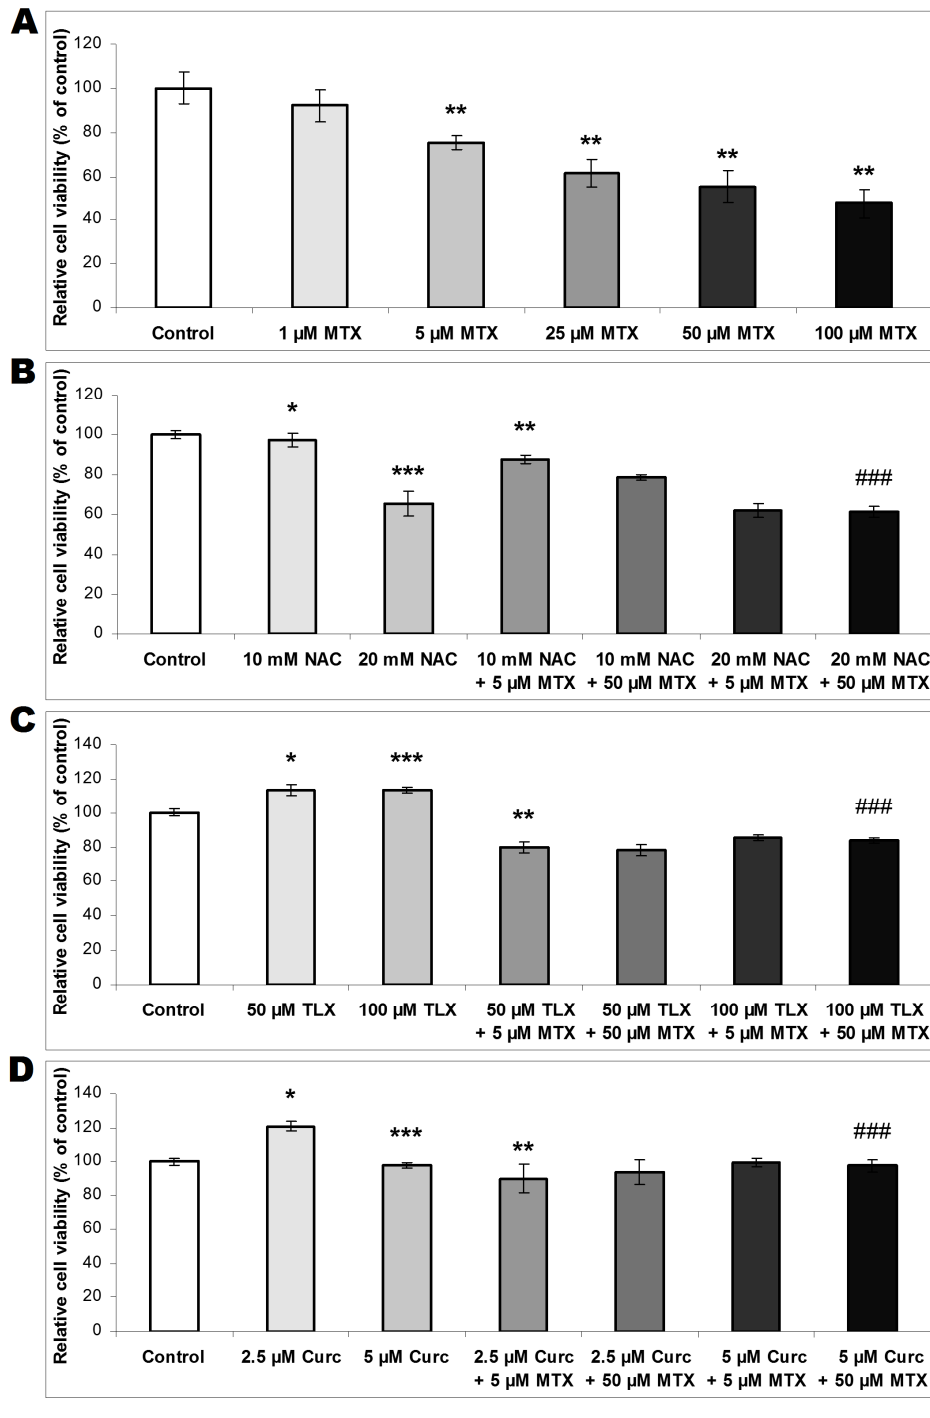 A
Relative cell viability (% of control)
120
100
80
60
40
20
0
** ** ** **
Control 1 µM MTX 5 µM MTX 25 µM MTX 50 µM MTX 100 µM MTX
B
Relative cell viability (% of control)
120
100
80
60
40
20
0
* *** ** ###
Control 10 mM NAC 20 mM NAC 10 mM NAC 10 mM NAC 20 mM NAC 20 mM NAC
+ 5 µM MTX + 50 µM MTX + 5 µM MTX + 50 µM MTX
C
Relative cell viability (% of control)
140
120
100
80
60
40
20
0
* *** ** ###
Control 50 µM TLX 100 µM TLX 50 µM TLX 50 µM TLX 100 µM TLX 100 µM TLX
+ 5 µM MTX + 50 µM MTX + 5 µM MTX + 50 µM MTX
D
Relative cell viability (% of control)
140
120
100
80
60
40
20
0
* *** ** ###
Control 2.5 µM Curc 5 µM Curc 2.5 µM Curc 2.5 µM Curc 5 µM Curc 5 µM Curc
+ 5 µM MTX + 50 µM MTX + 5 µM MTX + 50 µM MTX